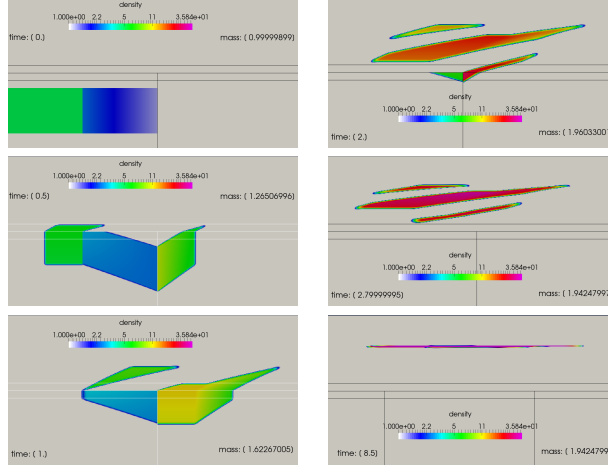 density
1.000e+00 2.2 5 11 3.584e+01
time: ( 0.) mass: ( 0.99999899)
density
1.000e+00 2.2 5 11 3.584e+01
time: ( 0.5) mass: ( 1.26506996)
density
1.000e+00 2.2 5 11 3.584e+01
time: ( 1.) mass: ( 1.62267005)
density
1.000e+00 2.2 5 11 3.584e+01
time: ( 2.) mass: ( 1.9603300
density
1.000e+00 2.2 5 11 3.584e+01
time: ( 2.79999995) mass: ( 1.9424799
density
1.000e+00 2.2 5 11 3.584e+01
time: ( 8.5) mass: ( 1.9424799